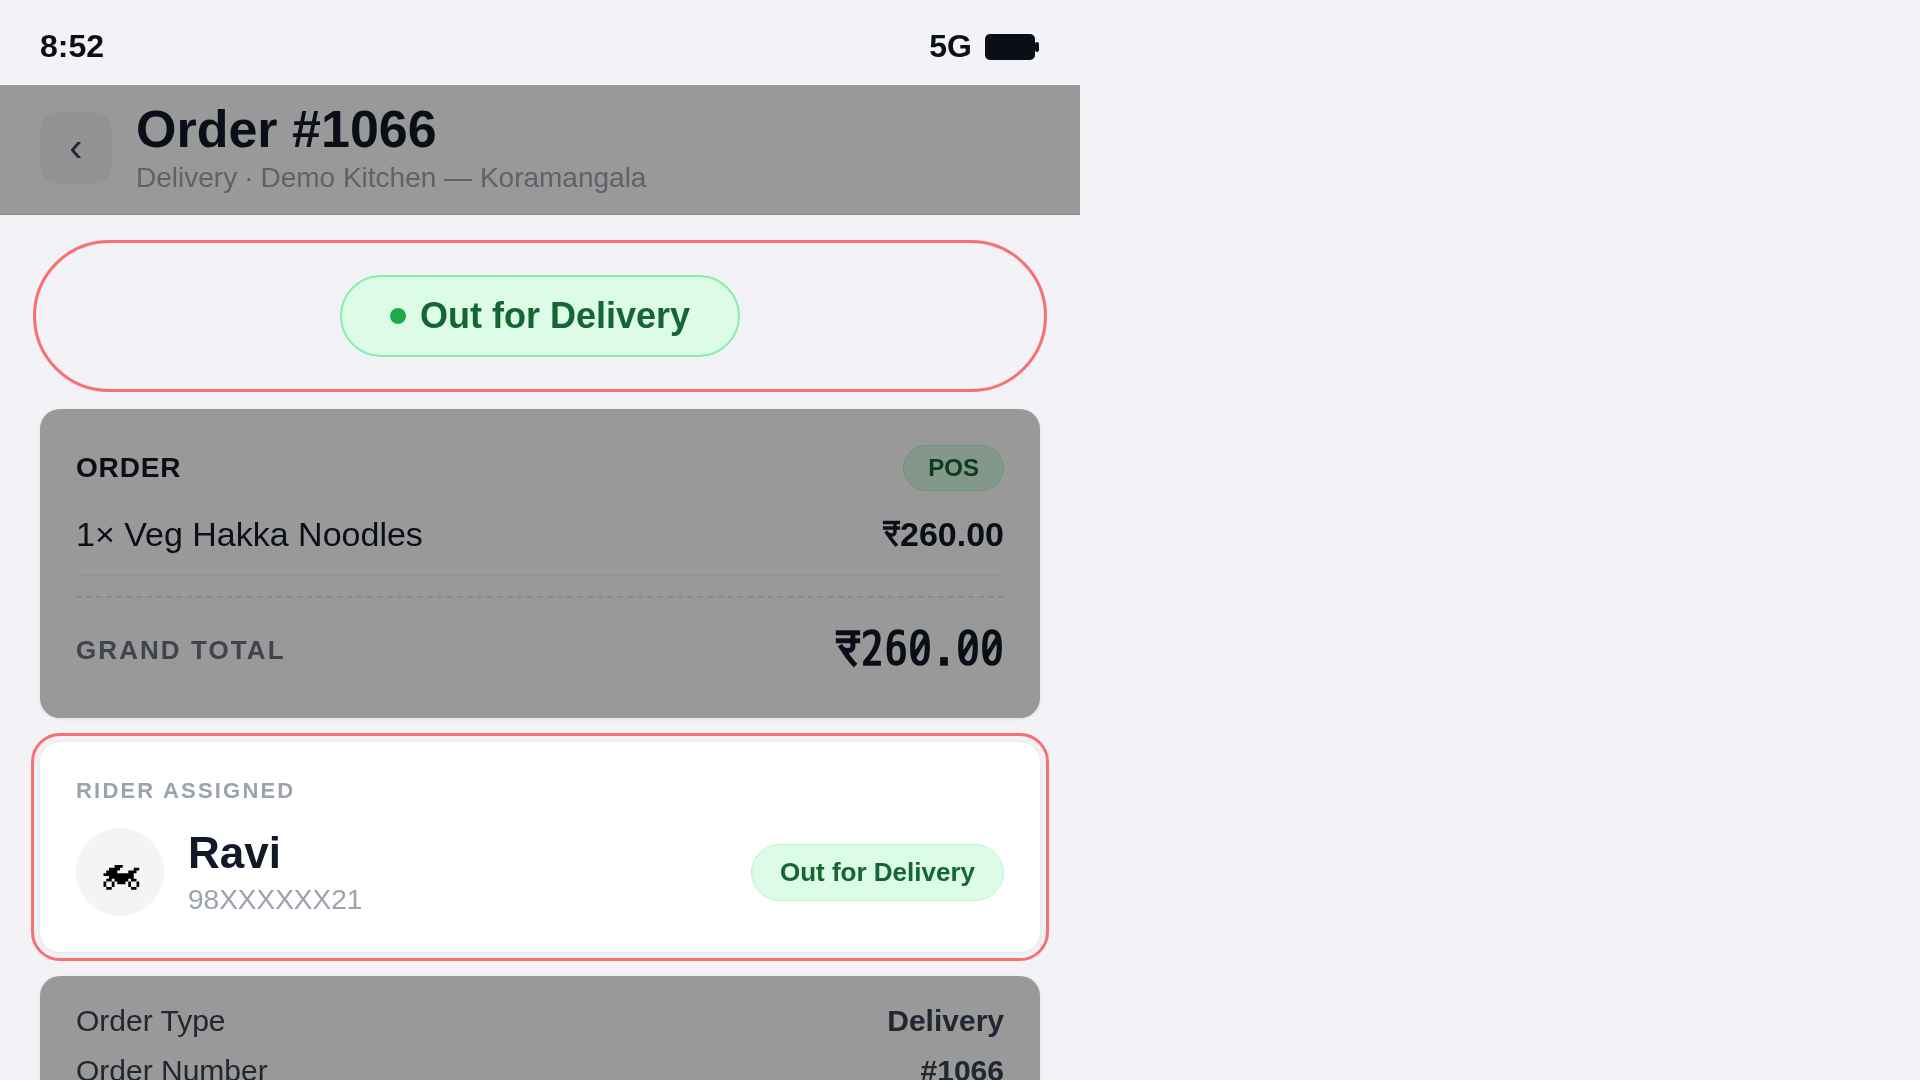 8:52
5G
‹
Order #1066
Delivery · Demo Kitchen — Koramangala
Out for Delivery
ORDER
POS
1× Veg Hakka Noodles
₹260.00
GRAND TOTAL
₹260.00
RIDER ASSIGNED
Ravi
98XXXXXX21
Out for Delivery
Order Type
Delivery
Order Number
#1066